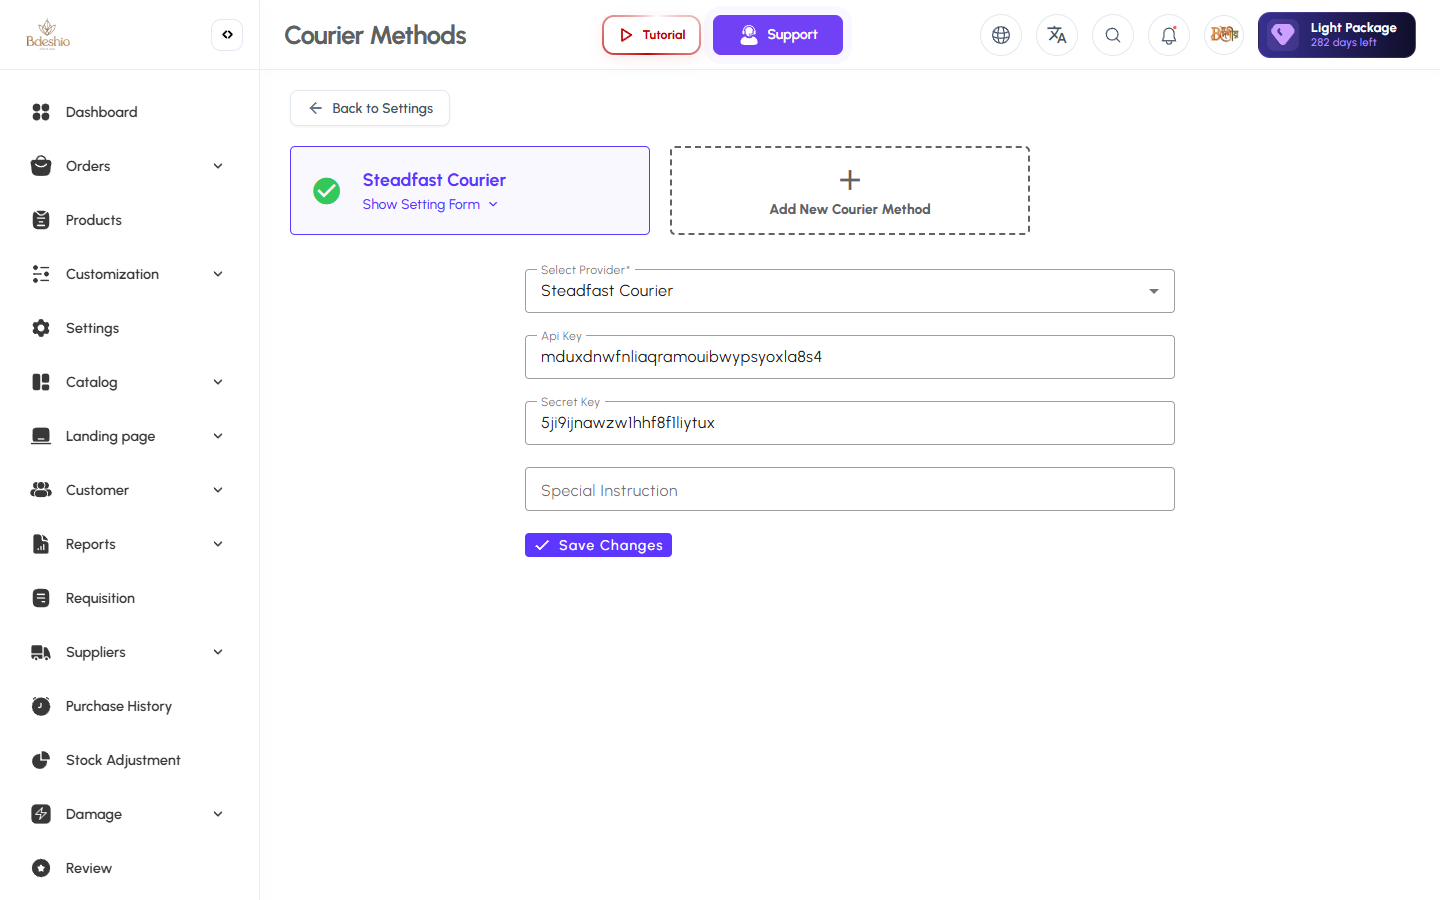 Bdeshio
Courier Methods
Tutorial
Support
Light Package
282 days left
Dashboard
Orders
Products
Customization
Settings
Catalog
Landing page
Customer
Reports
Requisition
Suppliers
Purchase History
Stock Adjustment
Damage
Review
Back to Settings
Steadfast Courier
Show Setting Form
Add New Courier Method
Select Provider*
Steadfast Courier
Api Key
mduxdnwfnliaqramouibwypsyoxla8s4
Secret Key
5ji9ijnawzw1hhf8f1liytux
Special Instruction
Save Changes